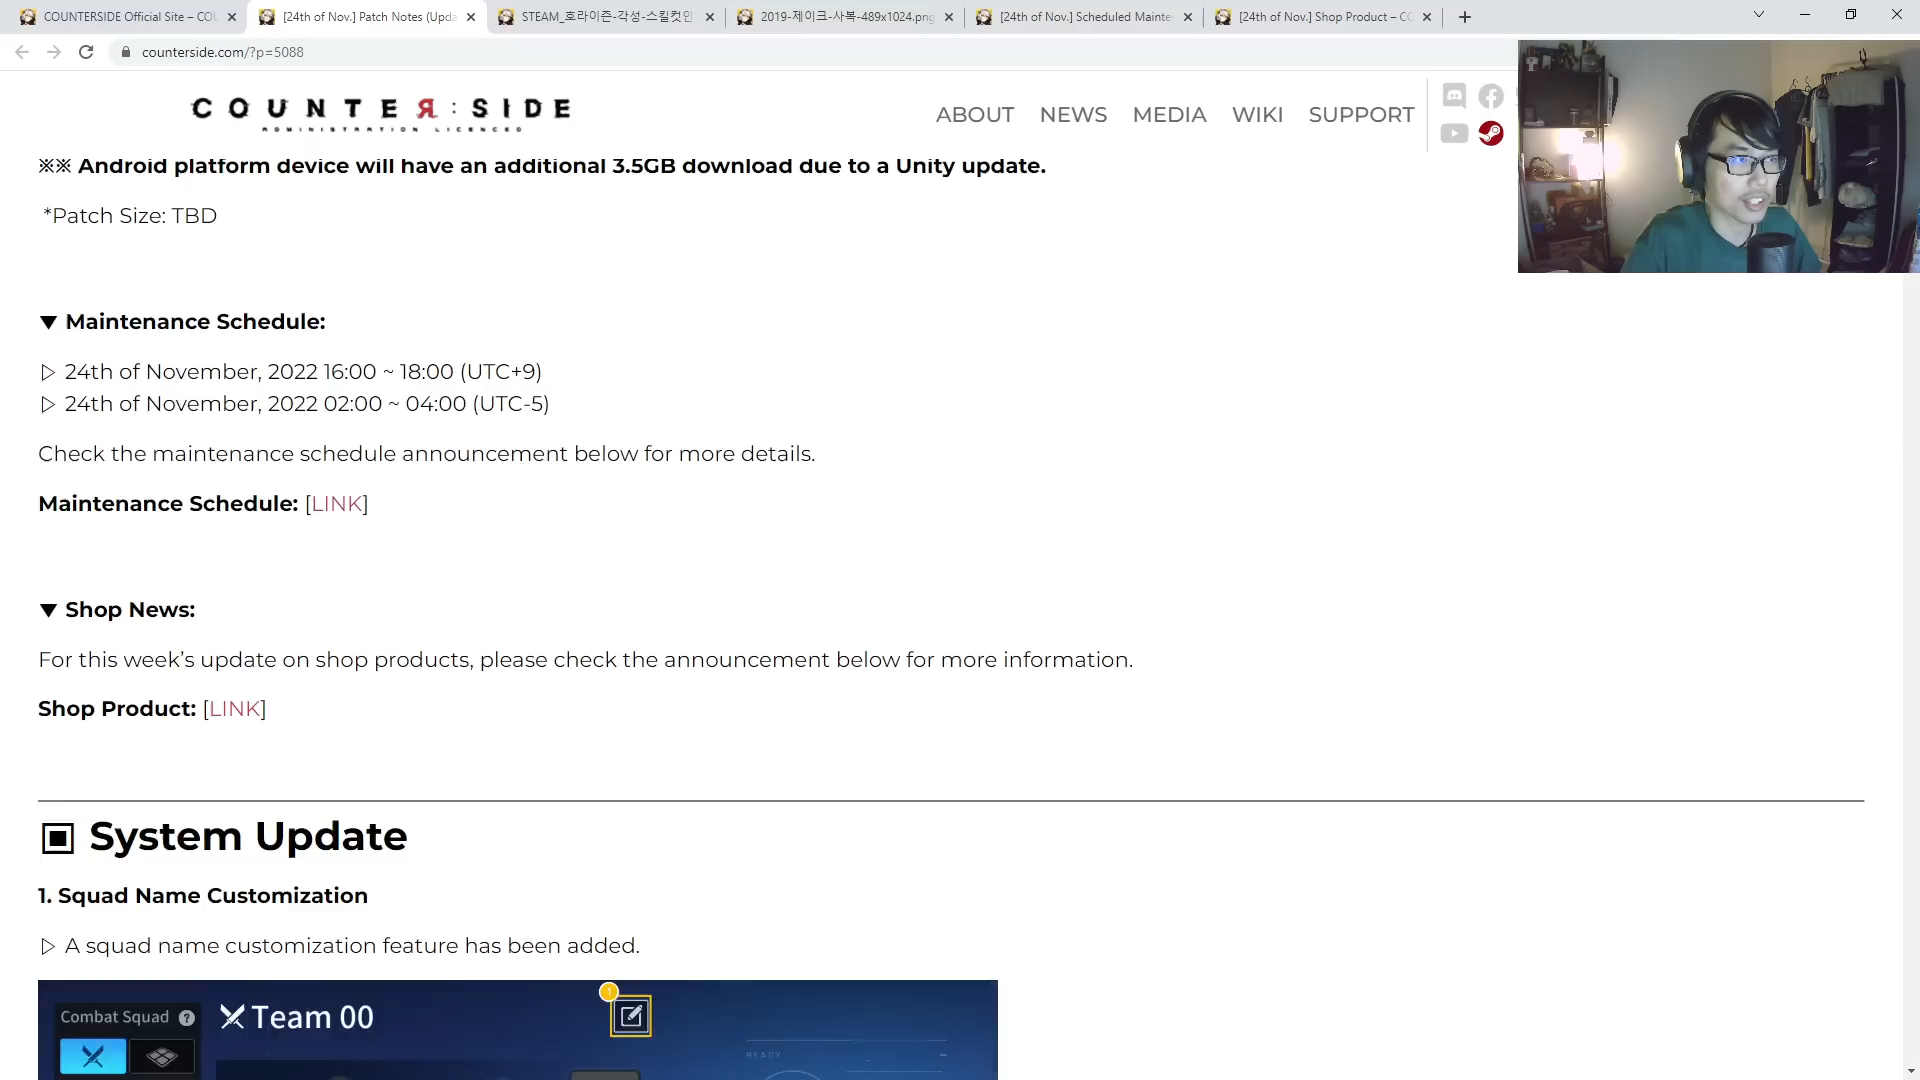 COUNTERSIDE Official Site – COU
[24th of Nov.] Patch Notes (Upda
STEAM_호라이즌-각성-스킬컷인
2019-제이크-사복-489x1024.png
[24th of Nov.] Scheduled Mainte
[24th of Nov.] Shop Product – CO
counterside.com/?p=5088
COUNTEЯ:SIDE
ADMINISTRATION LICENCED
ABOUT NEWS MEDIA WIKI SUPPORT
※※ Android platform device will have an additional 3.5GB download due to a Unity update.
*Patch Size: TBD
▼ Maintenance Schedule:
▷ 24th of November, 2022 16:00 ~ 18:00 (UTC+9)
▷ 24th of November, 2022 02:00 ~ 04:00 (UTC-5)
Check the maintenance schedule announcement below for more details.
Maintenance Schedule: [LINK]
▼ Shop News:
For this week’s update on shop products, please check the announcement below for more information.
Shop Product: [LINK]
▣ System Update
1. Squad Name Customization
▷ A squad name customization feature has been added.
1
Combat Squad ?
Team 00
READY